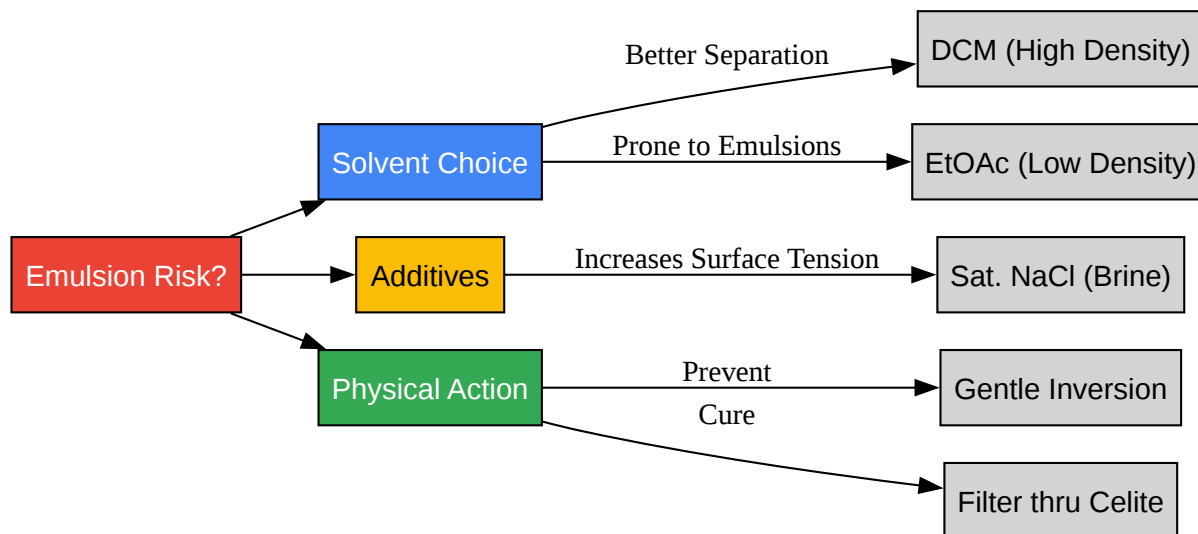 Better Separation
DCM (High Density)
Solvent Choice
Prone to Emulsions
EtOAc (Low Density)
Emulsion Risk?
Additives
Increases Surface Tension
Sat. NaCl (Brine)
Physical Action
Prevent
Gentle Inversion
Cure
Filter thru Celite